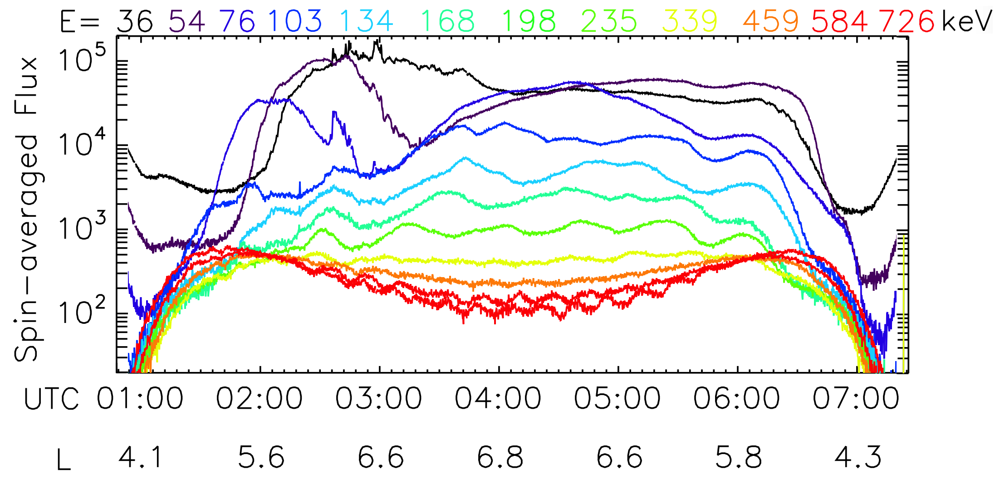 E= 36 54 76 103 134 168 198 235 339 459 584 726 keV
Spin-averaged Flux
10^5
10^4
10^3
10^2
UTC 01:00 02:00 03:00 04:00 05:00 06:00 07:00
L 4.1 5.6 6.6 6.8 6.6 5.8 4.3